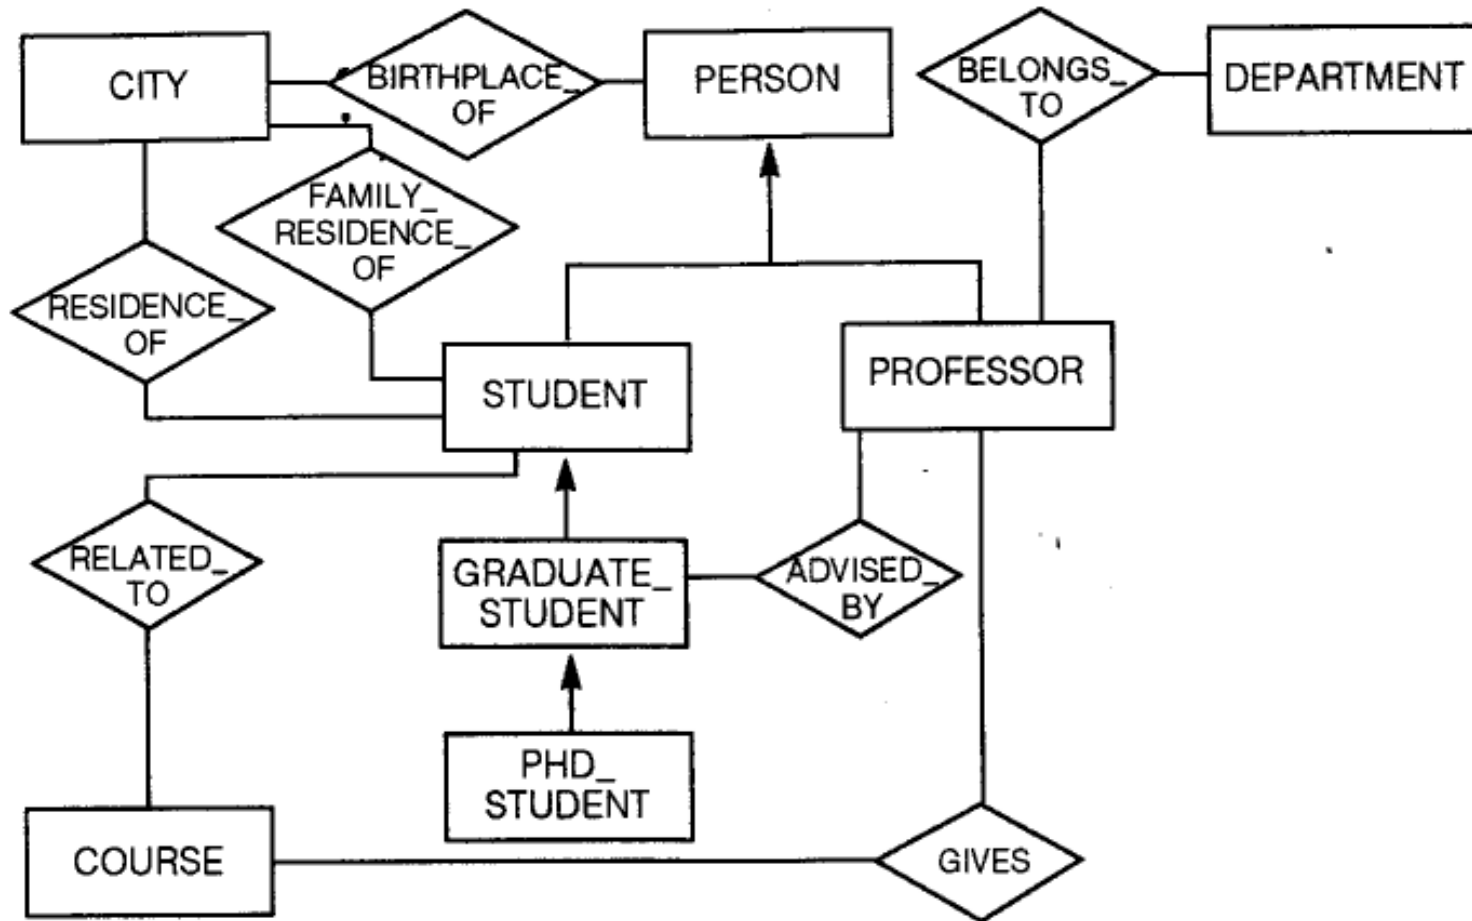 CITY
BIRTHPLACE_
OF
PERSON
BELONGS_
TO
DEPARTMENT
FAMILY_
RESIDENCE_
OF
RESIDENCE_
OF
STUDENT
PROFESSOR
RELATED_
TO
GRADUATE_
STUDENT
ADVISED_
BY
PHD_
STUDENT
COURSE
GIVES